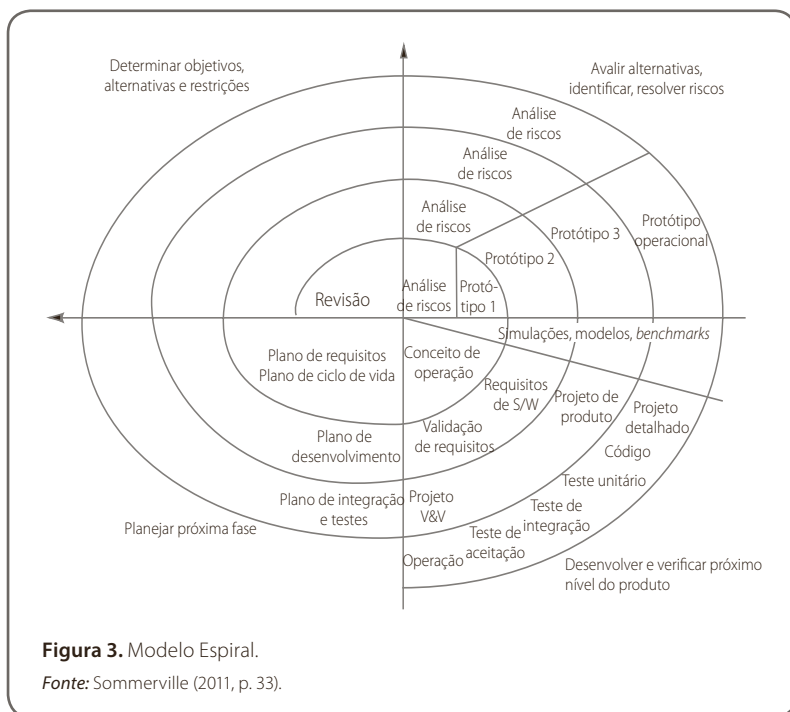 Determinar objetivos,
alternativas e restrições
Avalir alternativas,
identificar, resolver riscos
Análise
de riscos
Análise
de riscos
Análise
de riscos
Protótipo
operacional
Protótipo 3
Protótipo 2
Revisão
Análise
de riscos
Protó-
tipo 1
Simulações, modelos, benchmarks
Plano de requisitos
Plano de ciclo de vida
Conceito de
operação
Requisitos
de S/W
Projeto de
produto
Projeto
detalhado
Plano de
desenvolvimento
Validação
de requisitos
Código
Teste unitário
Plano de integração
e testes
Projeto
V&V
Teste de
integração
Teste de
aceitação
Operação
Planejar próxima fase
Desenvolver e verificar próximo
nível do produto
Figura 3. Modelo Espiral.
Fonte: Sommerville (2011, p. 33).